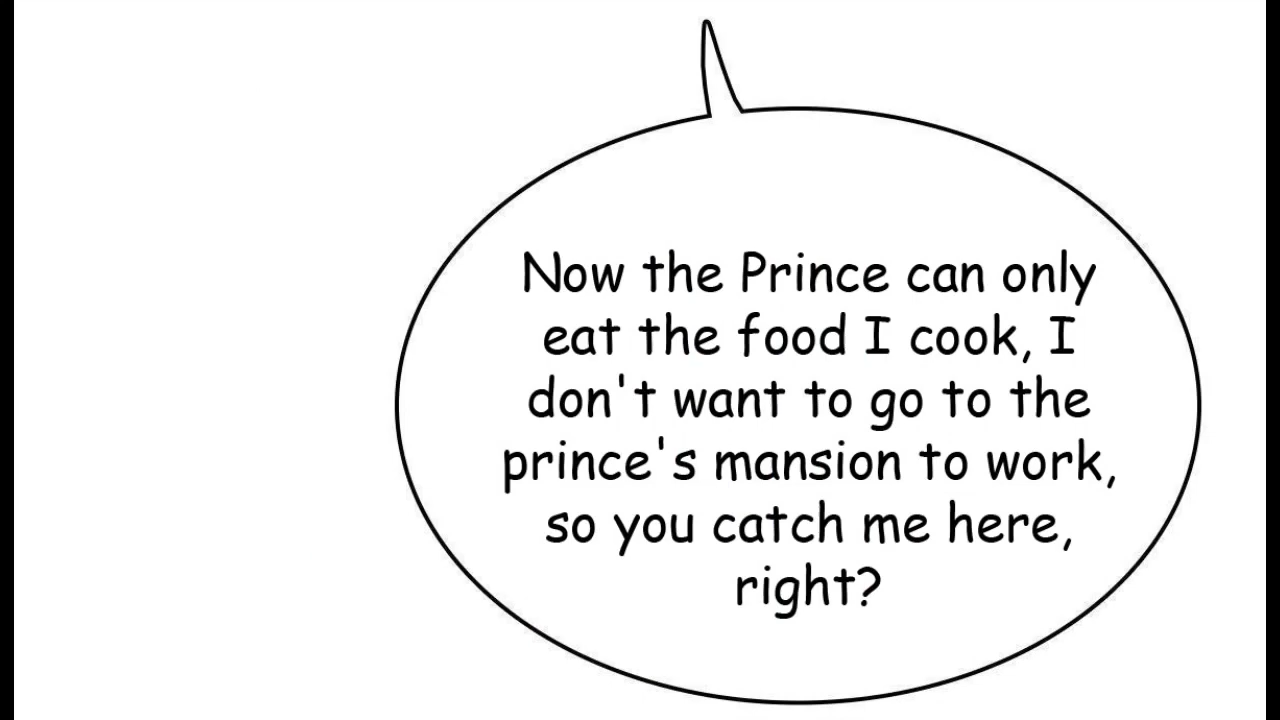 Now the Prince can only
eat the food I cook, I
don't want to go to the
prince's mansion to work,
so you catch me here,
right?